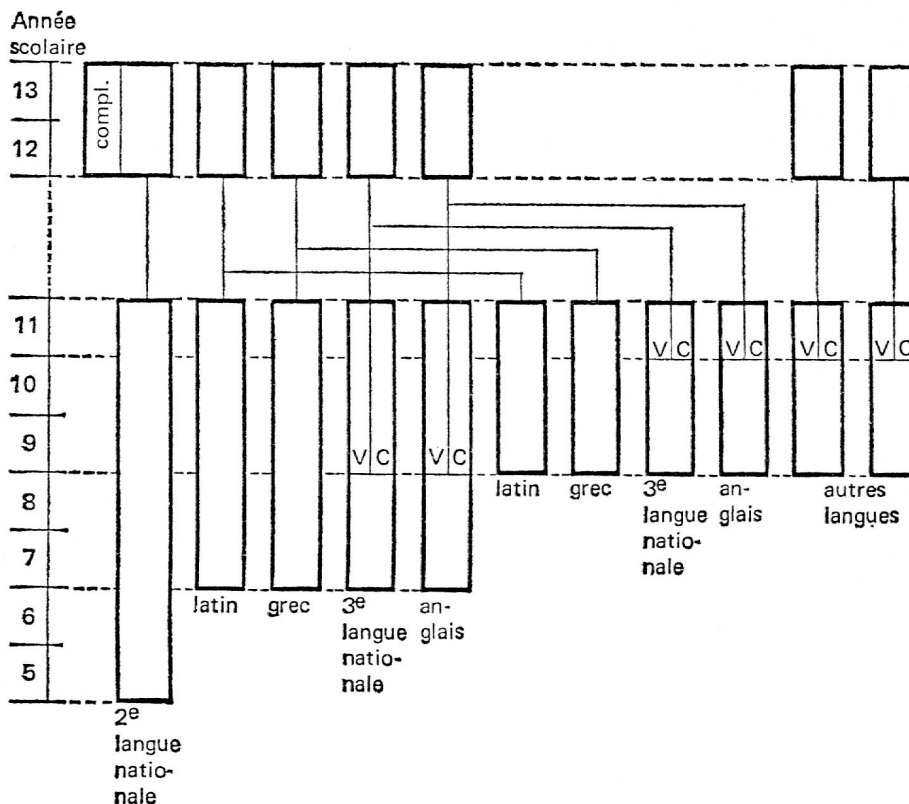 Année
scolaire
13
compl.
12
11
V C
V C
V C
V C
10
9
V C
V C
8
latin
grec
3e
langue
natio-
nale
an-
glais
autres
langues
7
6
latin
grec
3e
langue
natio-
nale
an-
glais
5
2e
langue
natio-
nale